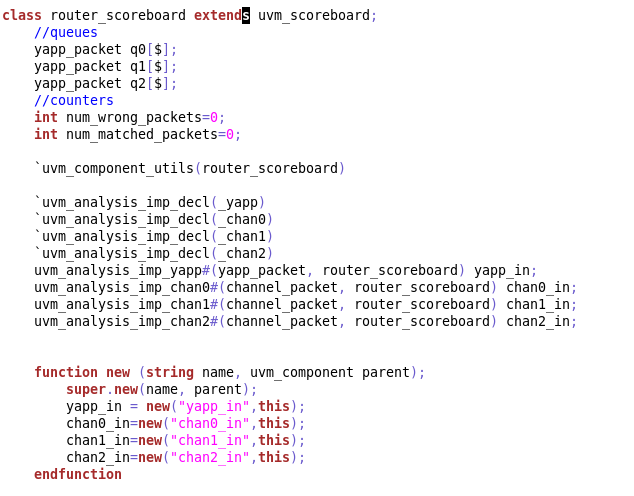 class router_scoreboard extends uvm_scoreboard;
    //queues
    yapp_packet q0[$];
    yapp_packet q1[$];
    yapp_packet q2[$];
    //counters
    int num_wrong_packets=0;
    int num_matched_packets=0;

    `uvm_component_utils(router_scoreboard)

    `uvm_analysis_imp_decl(_yapp)
    `uvm_analysis_imp_decl(_chan0)
    `uvm_analysis_imp_decl(_chan1)
    `uvm_analysis_imp_decl(_chan2)
    uvm_analysis_imp_yapp#(yapp_packet, router_scoreboard) yapp_in;
    uvm_analysis_imp_chan0#(channel_packet, router_scoreboard) chan0_in;
    uvm_analysis_imp_chan1#(channel_packet, router_scoreboard) chan1_in;
    uvm_analysis_imp_chan2#(channel_packet, router_scoreboard) chan2_in;


    function new (string name, uvm_component parent);
        super.new(name, parent);
        yapp_in = new("yapp_in",this);
        chan0_in=new("chan0_in",this);
        chan1_in=new("chan1_in",this);
        chan2_in=new("chan2_in",this);
    endfunction